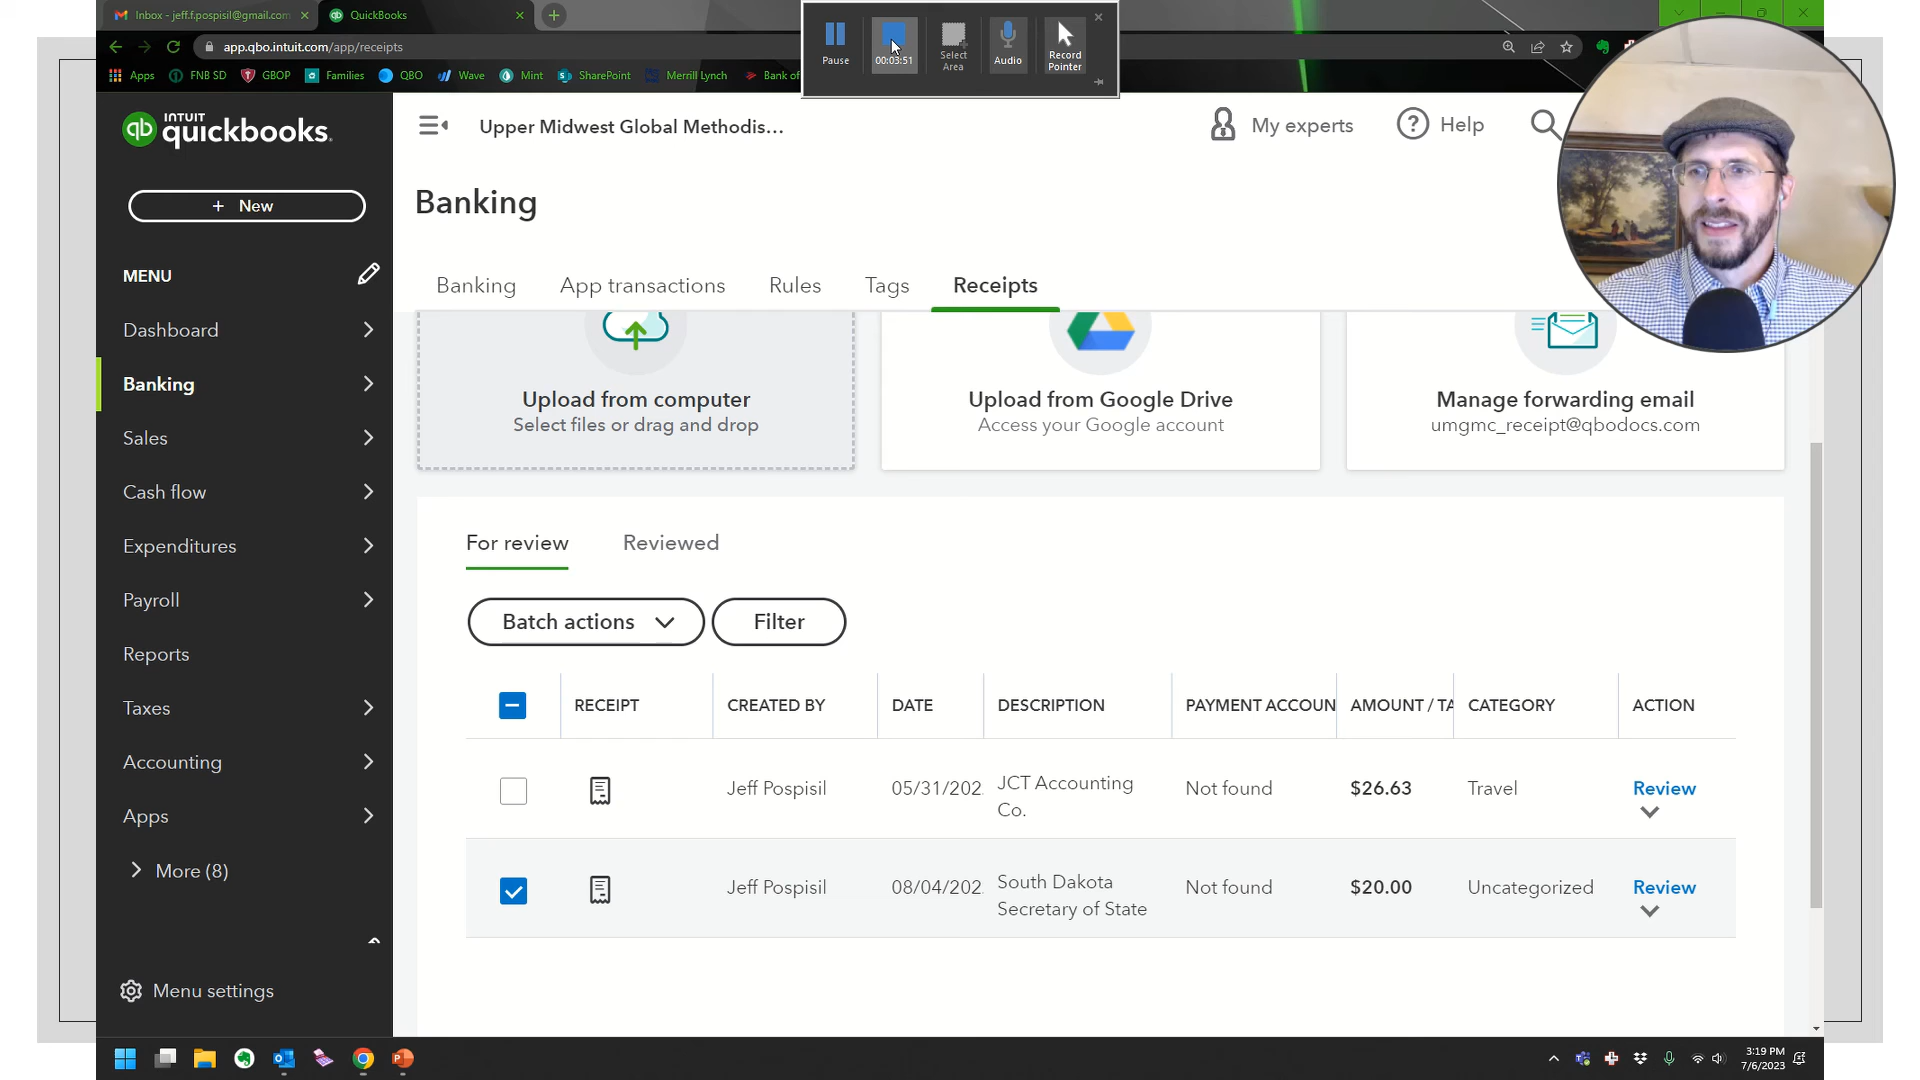 Inbox - jeff.f.pospisil@gmail.com
QuickBooks
app.qbo.intuit.com/app/receipts
Apps FNB SD GBOP Families QBO Wave Mint SharePoint Merrill Lynch Bank of
Pause
00:03:51
Select
Area
Audio
Record
Pointer
INTUIT
quickbooks.
Upper Midwest Global Methodis...
My experts
Help
+ New
Banking
MENU
Banking App transactions Rules Tags Receipts
Dashboard
Banking
Sales
Cash flow
Expenditures
Payroll
Reports
Taxes
Accounting
Apps
More (8)
Menu settings
Upload from computer
Select files or drag and drop
Upload from Google Drive
Access your Google account
Manage forwarding email
umgmc_receipt@qbodocs.com
For review Reviewed
Batch actions Filter
RECEIPT CREATED BY DATE DESCRIPTION PAYMENT ACCOUN AMOUNT / TA CATEGORY ACTION
Jeff Pospisil 05/31/202 JCT Accounting Not found $26.63 Travel Review
Co.
Jeff Pospisil 08/04/202 South Dakota Not found $20.00 Uncategorized Review
Secretary of State
3:19 PM
7/6/2023